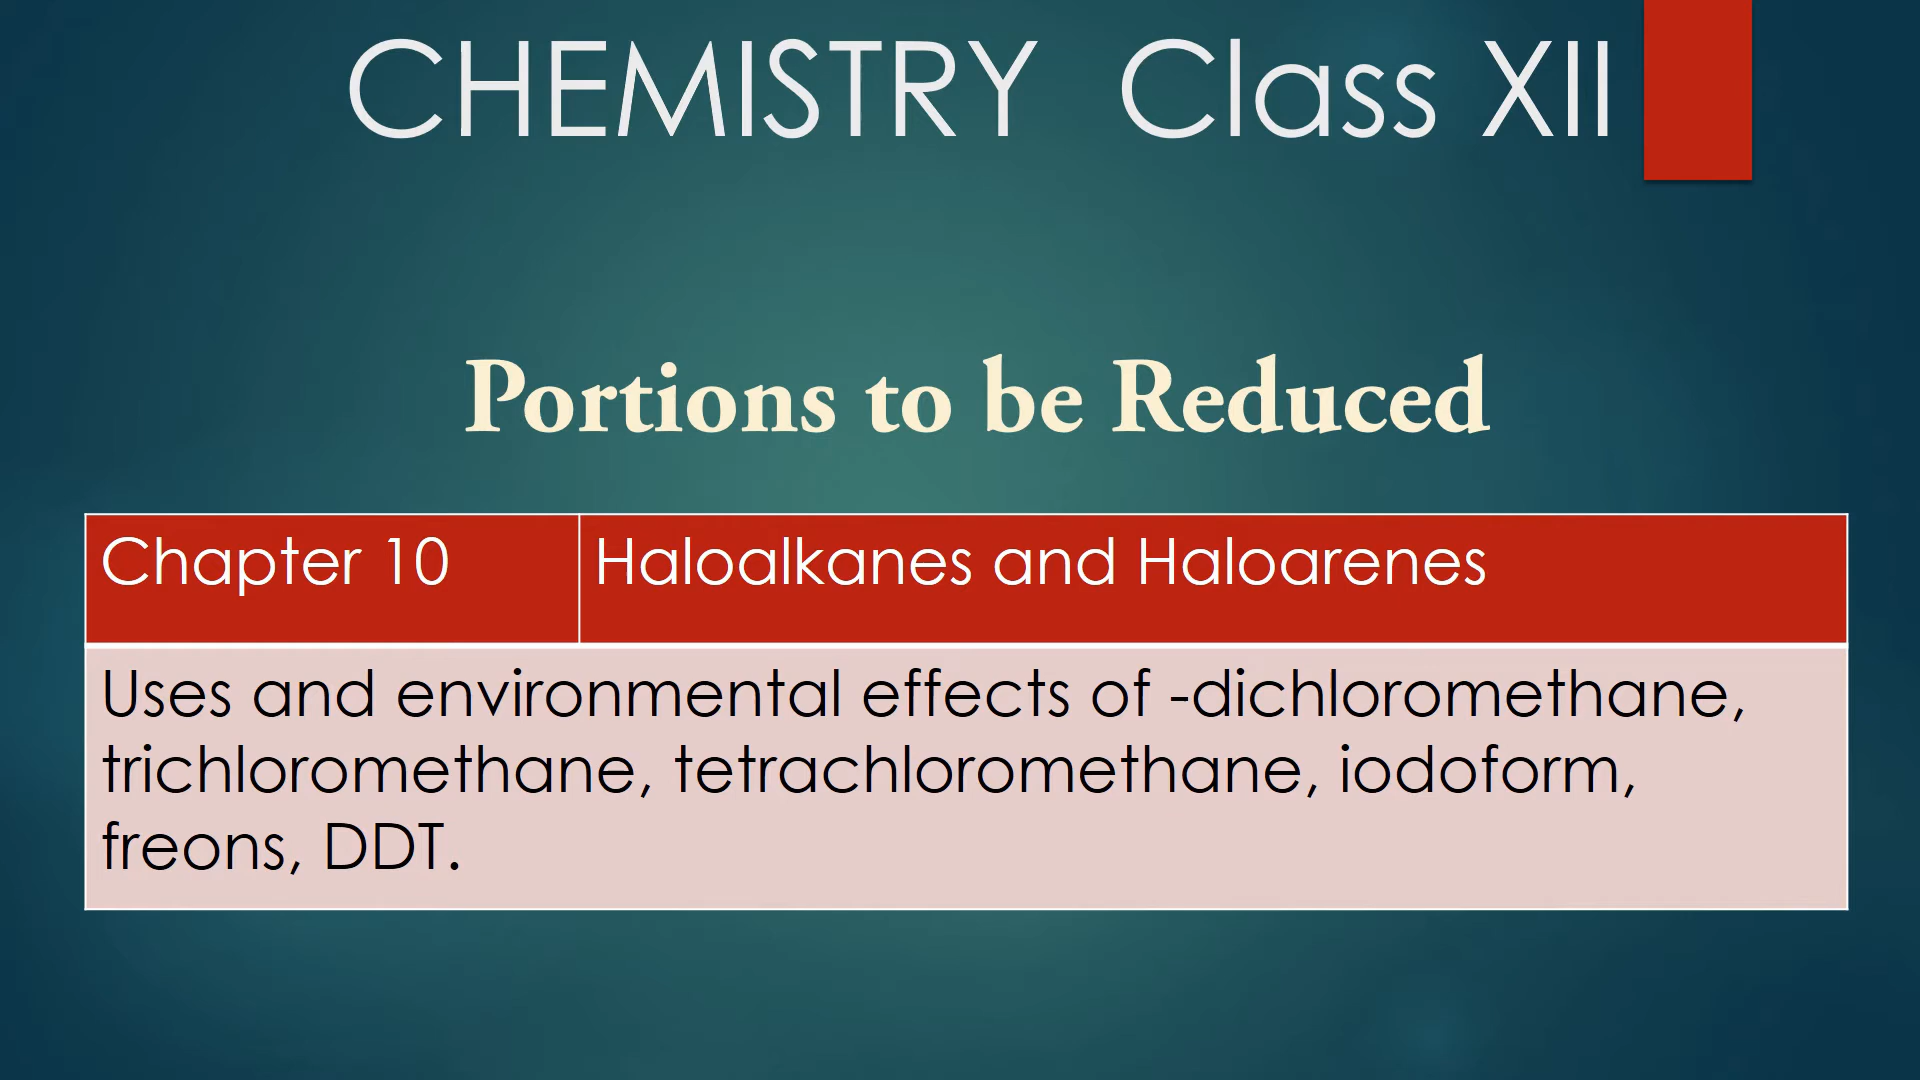 CHEMISTRY Class XII
Portions to be Reduced
Chapter 10
Haloalkanes and Haloarenes
Uses and environmental effects of -dichloromethane,
trichloromethane, tetrachloromethane, iodoform,
freons, DDT.